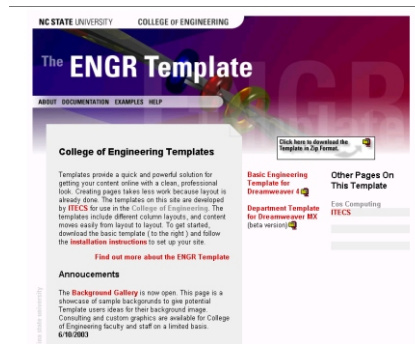 NC STATE UNIVERSITY COLLEGE OF ENGINEERING
The ENGR Template
ABOUT DOCUMENTATION EXAMPLES HELP
Click here to download the
Template in Zip Format.
College of Engineering Templates
Templates provide a quick and powerful solution for
getting your content online with a clean, professional
look. Creating pages takes less work because layout is
already done. The templates on this site are developed
by ITECS for use in the College of Engineering. The
templates include different column layouts, and content
moves easily from layout to layout. To get started,
download the basic template ( to the right ) and follow
the installation instructions to set up your site.
Find out more about the ENGR Template
Annoucements
The Background Gallery is now open. This page is a
showcase of sample backgorunds to give potential
Template users ideas for their background image.
Consulting and custom graphics are available for College
of Engineering faculty and staff on a limited basis.
6/10/2003
Basic Engineering
Template for
Dreamweaver 4
Department Template
for Dreamweaver MX
(beta version)
Other Pages On
This Template
Eos Computing
ITECS
nc state university